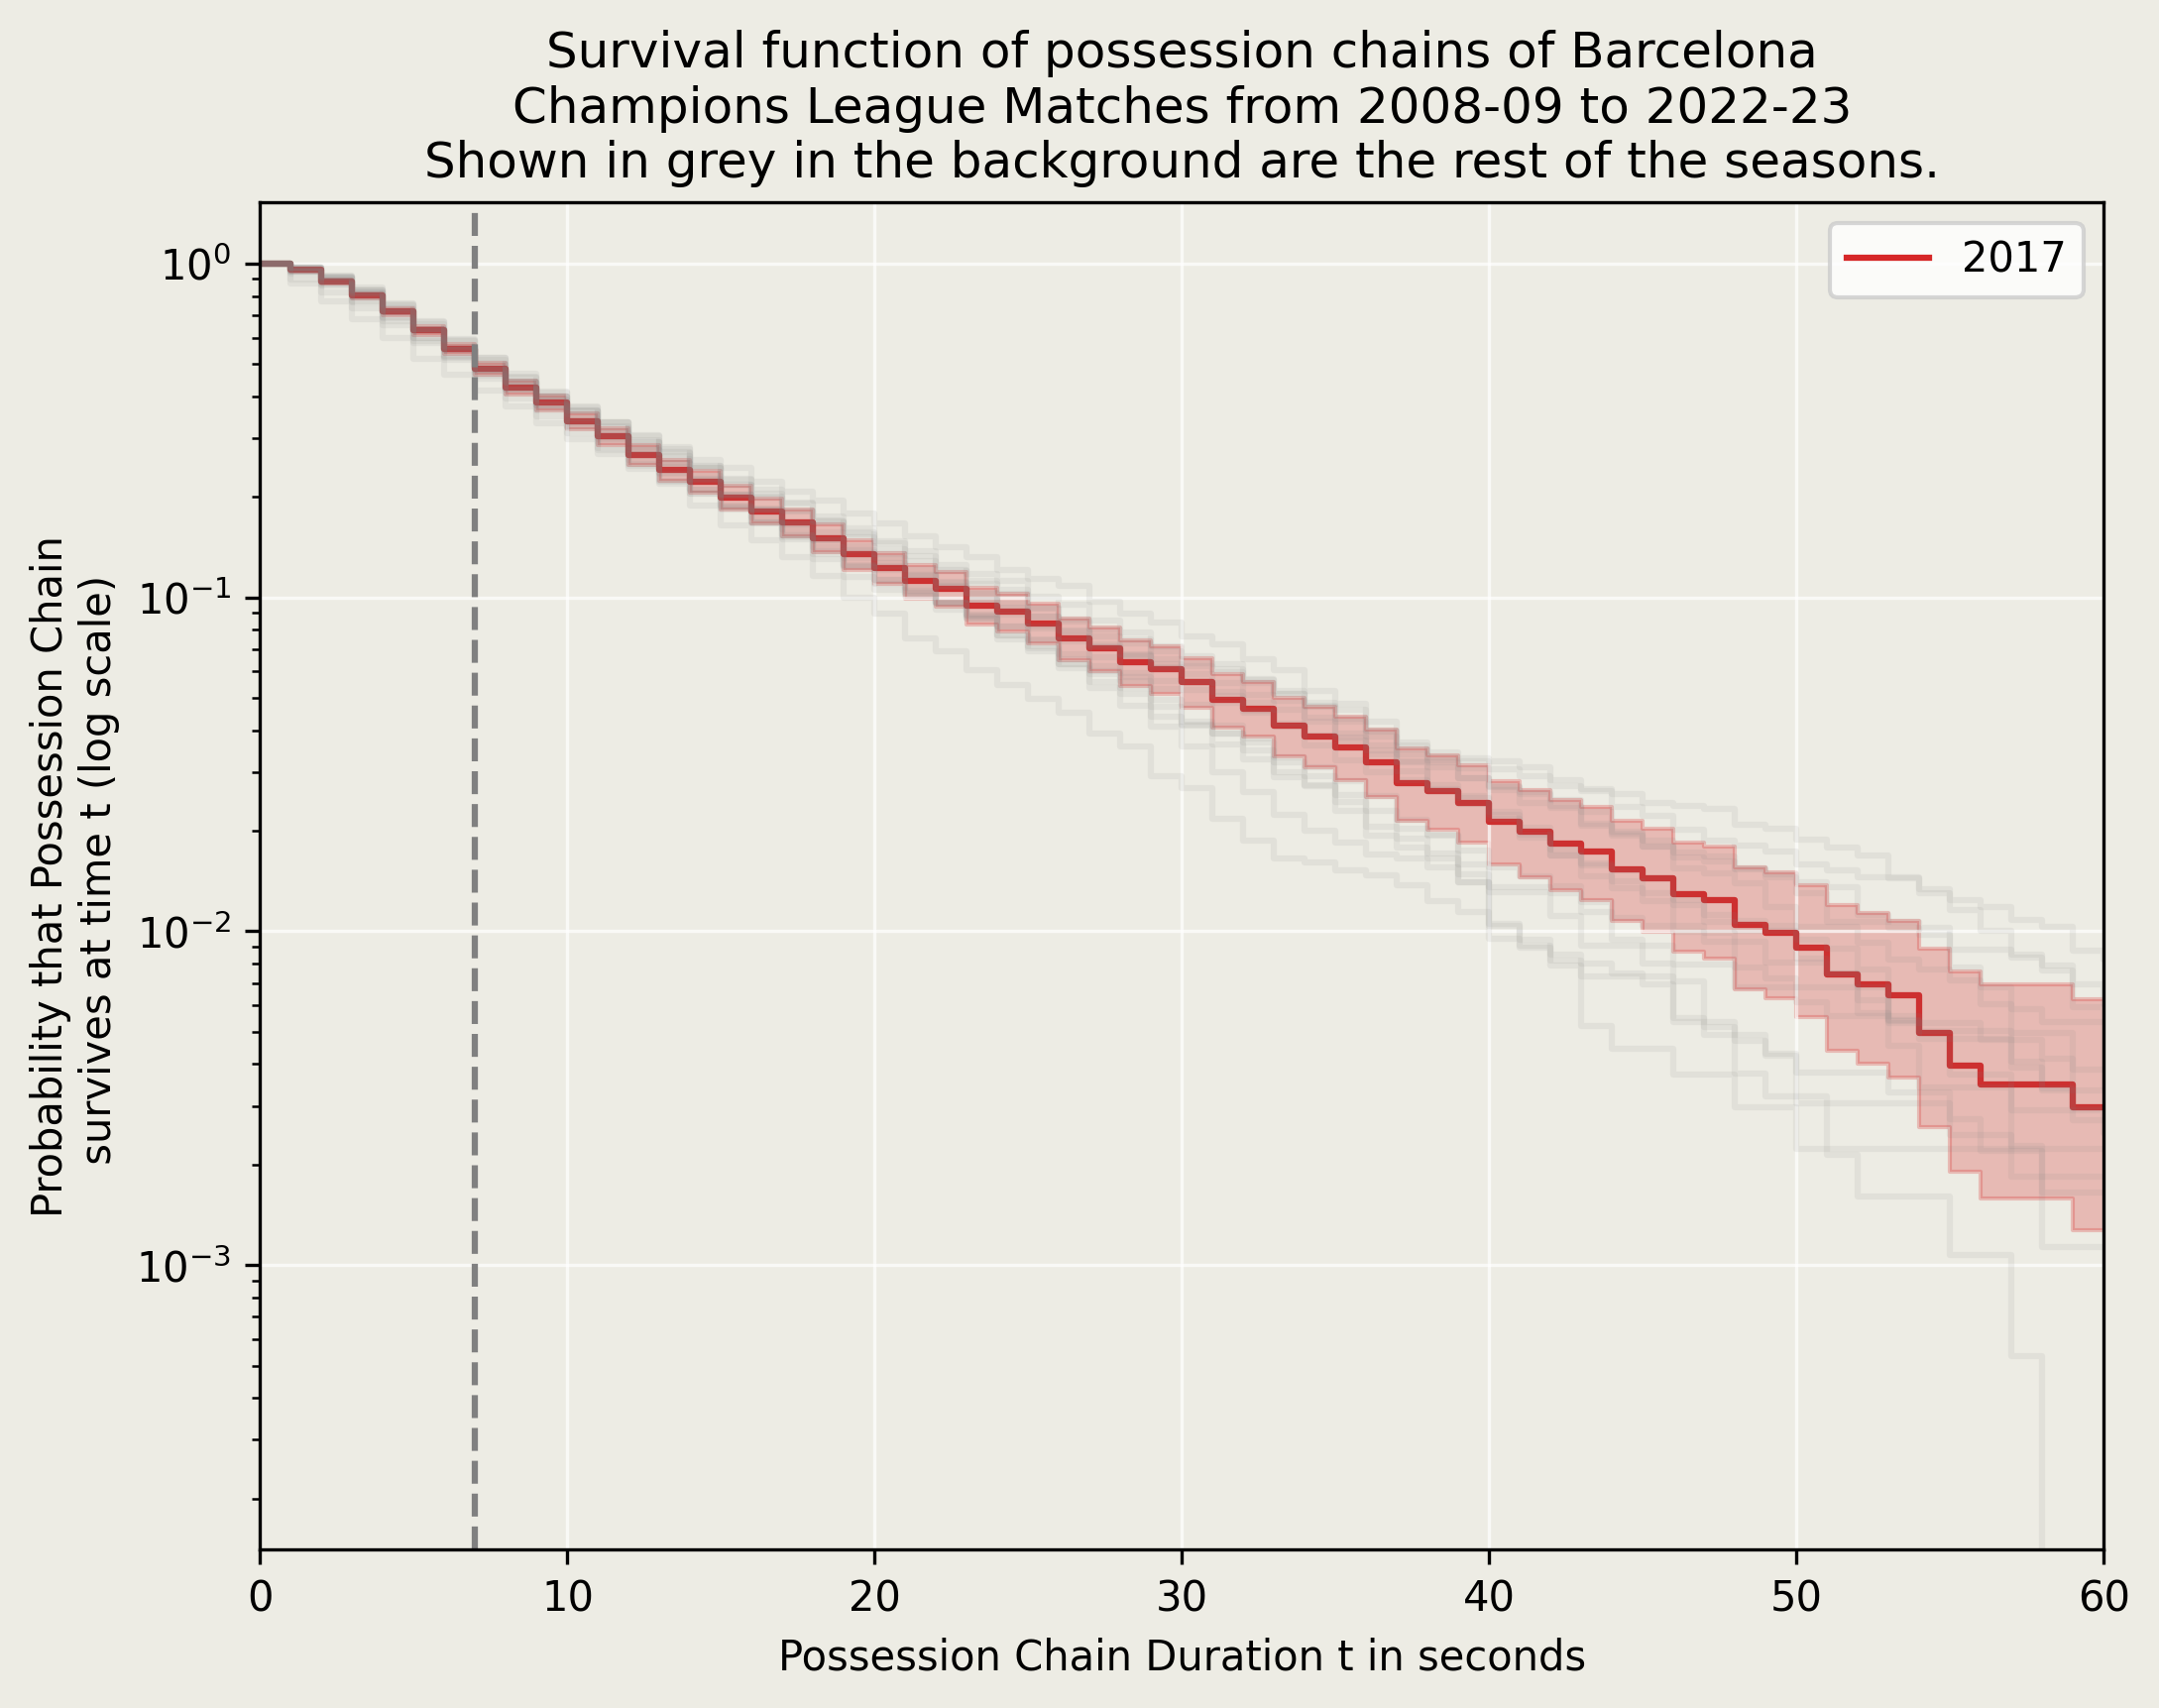 Survival function of possession chains of Barcelona
Champions League Matches from 2008-09 to 2022-23
Shown in grey in the background are the rest of the seasons.
2017
10⁰
10⁻¹
10⁻²
10⁻³
Probability that Possession Chain
survives at time t (log scale)
0 10 20 30 40 50 60
Possession Chain Duration t in seconds